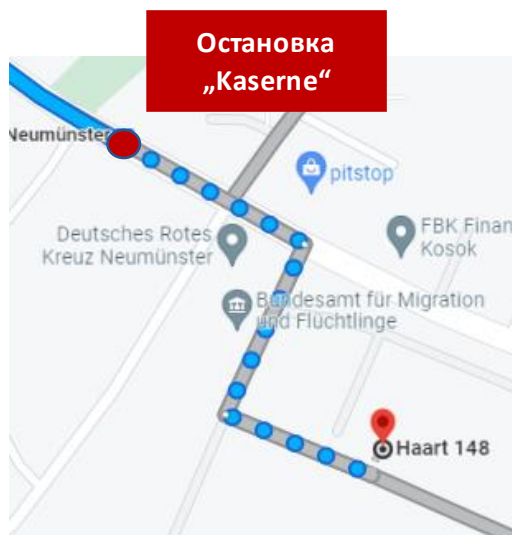 Остановка
„Kaserne“
Neumünster
pitstop
Deutsches Rotes
Kreuz Neumünster
FBK Finan
Kosok
Bundesamt für Migration
und Flüchtlinge
Haart 148